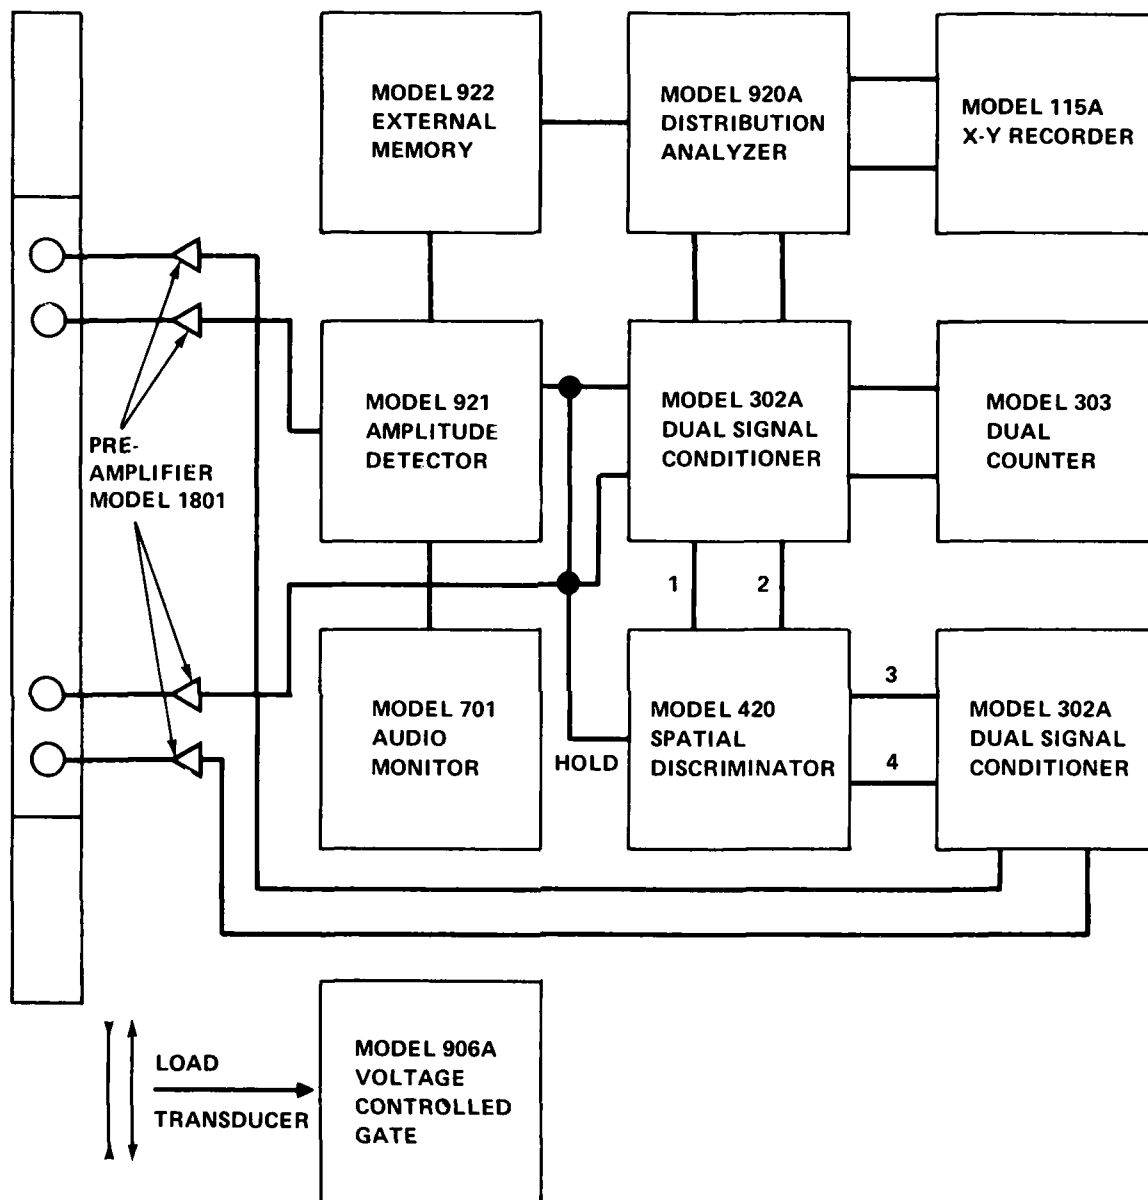 MODEL 922
EXTERNAL
MEMORY
MODEL 920A
DISTRIBUTION
ANALYZER
MODEL 115A
X-Y RECORDER
PRE-
AMPLIFIER
MODEL 1801
MODEL 921
AMPLITUDE
DETECTOR
MODEL 302A
DUAL SIGNAL
CONDITIONER
MODEL 303
DUAL
COUNTER
1
2
MODEL 701
AUDIO
MONITOR
HOLD
MODEL 420
SPATIAL
DISCRIMINATOR
3
4
MODEL 302A
DUAL SIGNAL
CONDITIONER
LOAD
TRANSDUCER
MODEL 906A
VOLTAGE
CONTROLLED
GATE